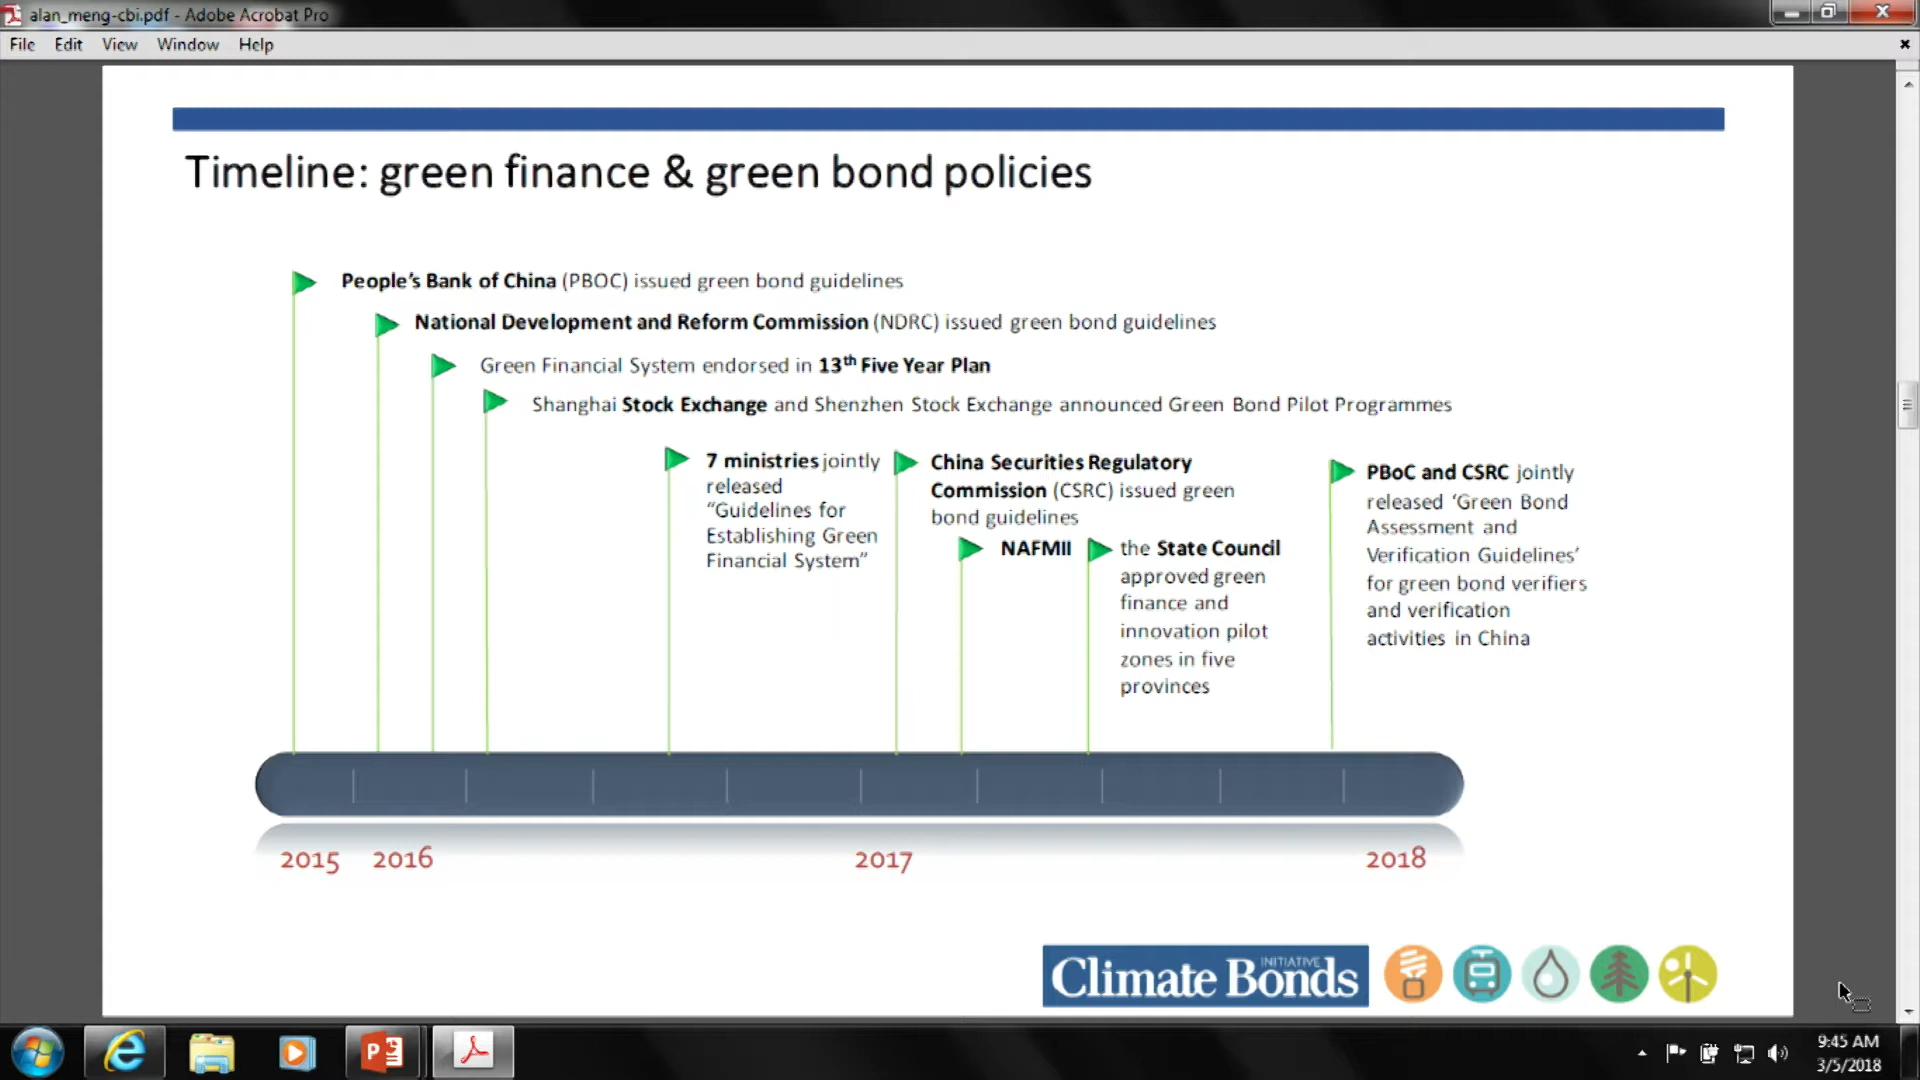 alan_meng-cbi.pdf - Adobe Acrobat Pro
File Edit View Window Help
Timeline: green finance & green bond policies
People's Bank of China (PBOC) issued green bond guidelines
National Development and Reform Commission (NDRC) issued green bond guidelines
Green Financial System endorsed in 13th Five Year Plan
Shanghai Stock Exchange and Shenzhen Stock Exchange announced Green Bond Pilot Programmes
7 ministries jointly
released
“Guidelines for
Establishing Green
Financial System”
China Securities Regulatory
Commission (CSRC) issued green
bond guidelines
NAFMII
the State Council
approved green
finance and
innovation pilot
zones in five
provinces
PBoC and CSRC jointly
released ‘Green Bond
Assessment and
Verification Guidelines’
for green bond verifiers
and verification
activities in China
2015 2016 2017 2018
Climate Bonds
INITIATIVE
9:45 AM
3/5/2018